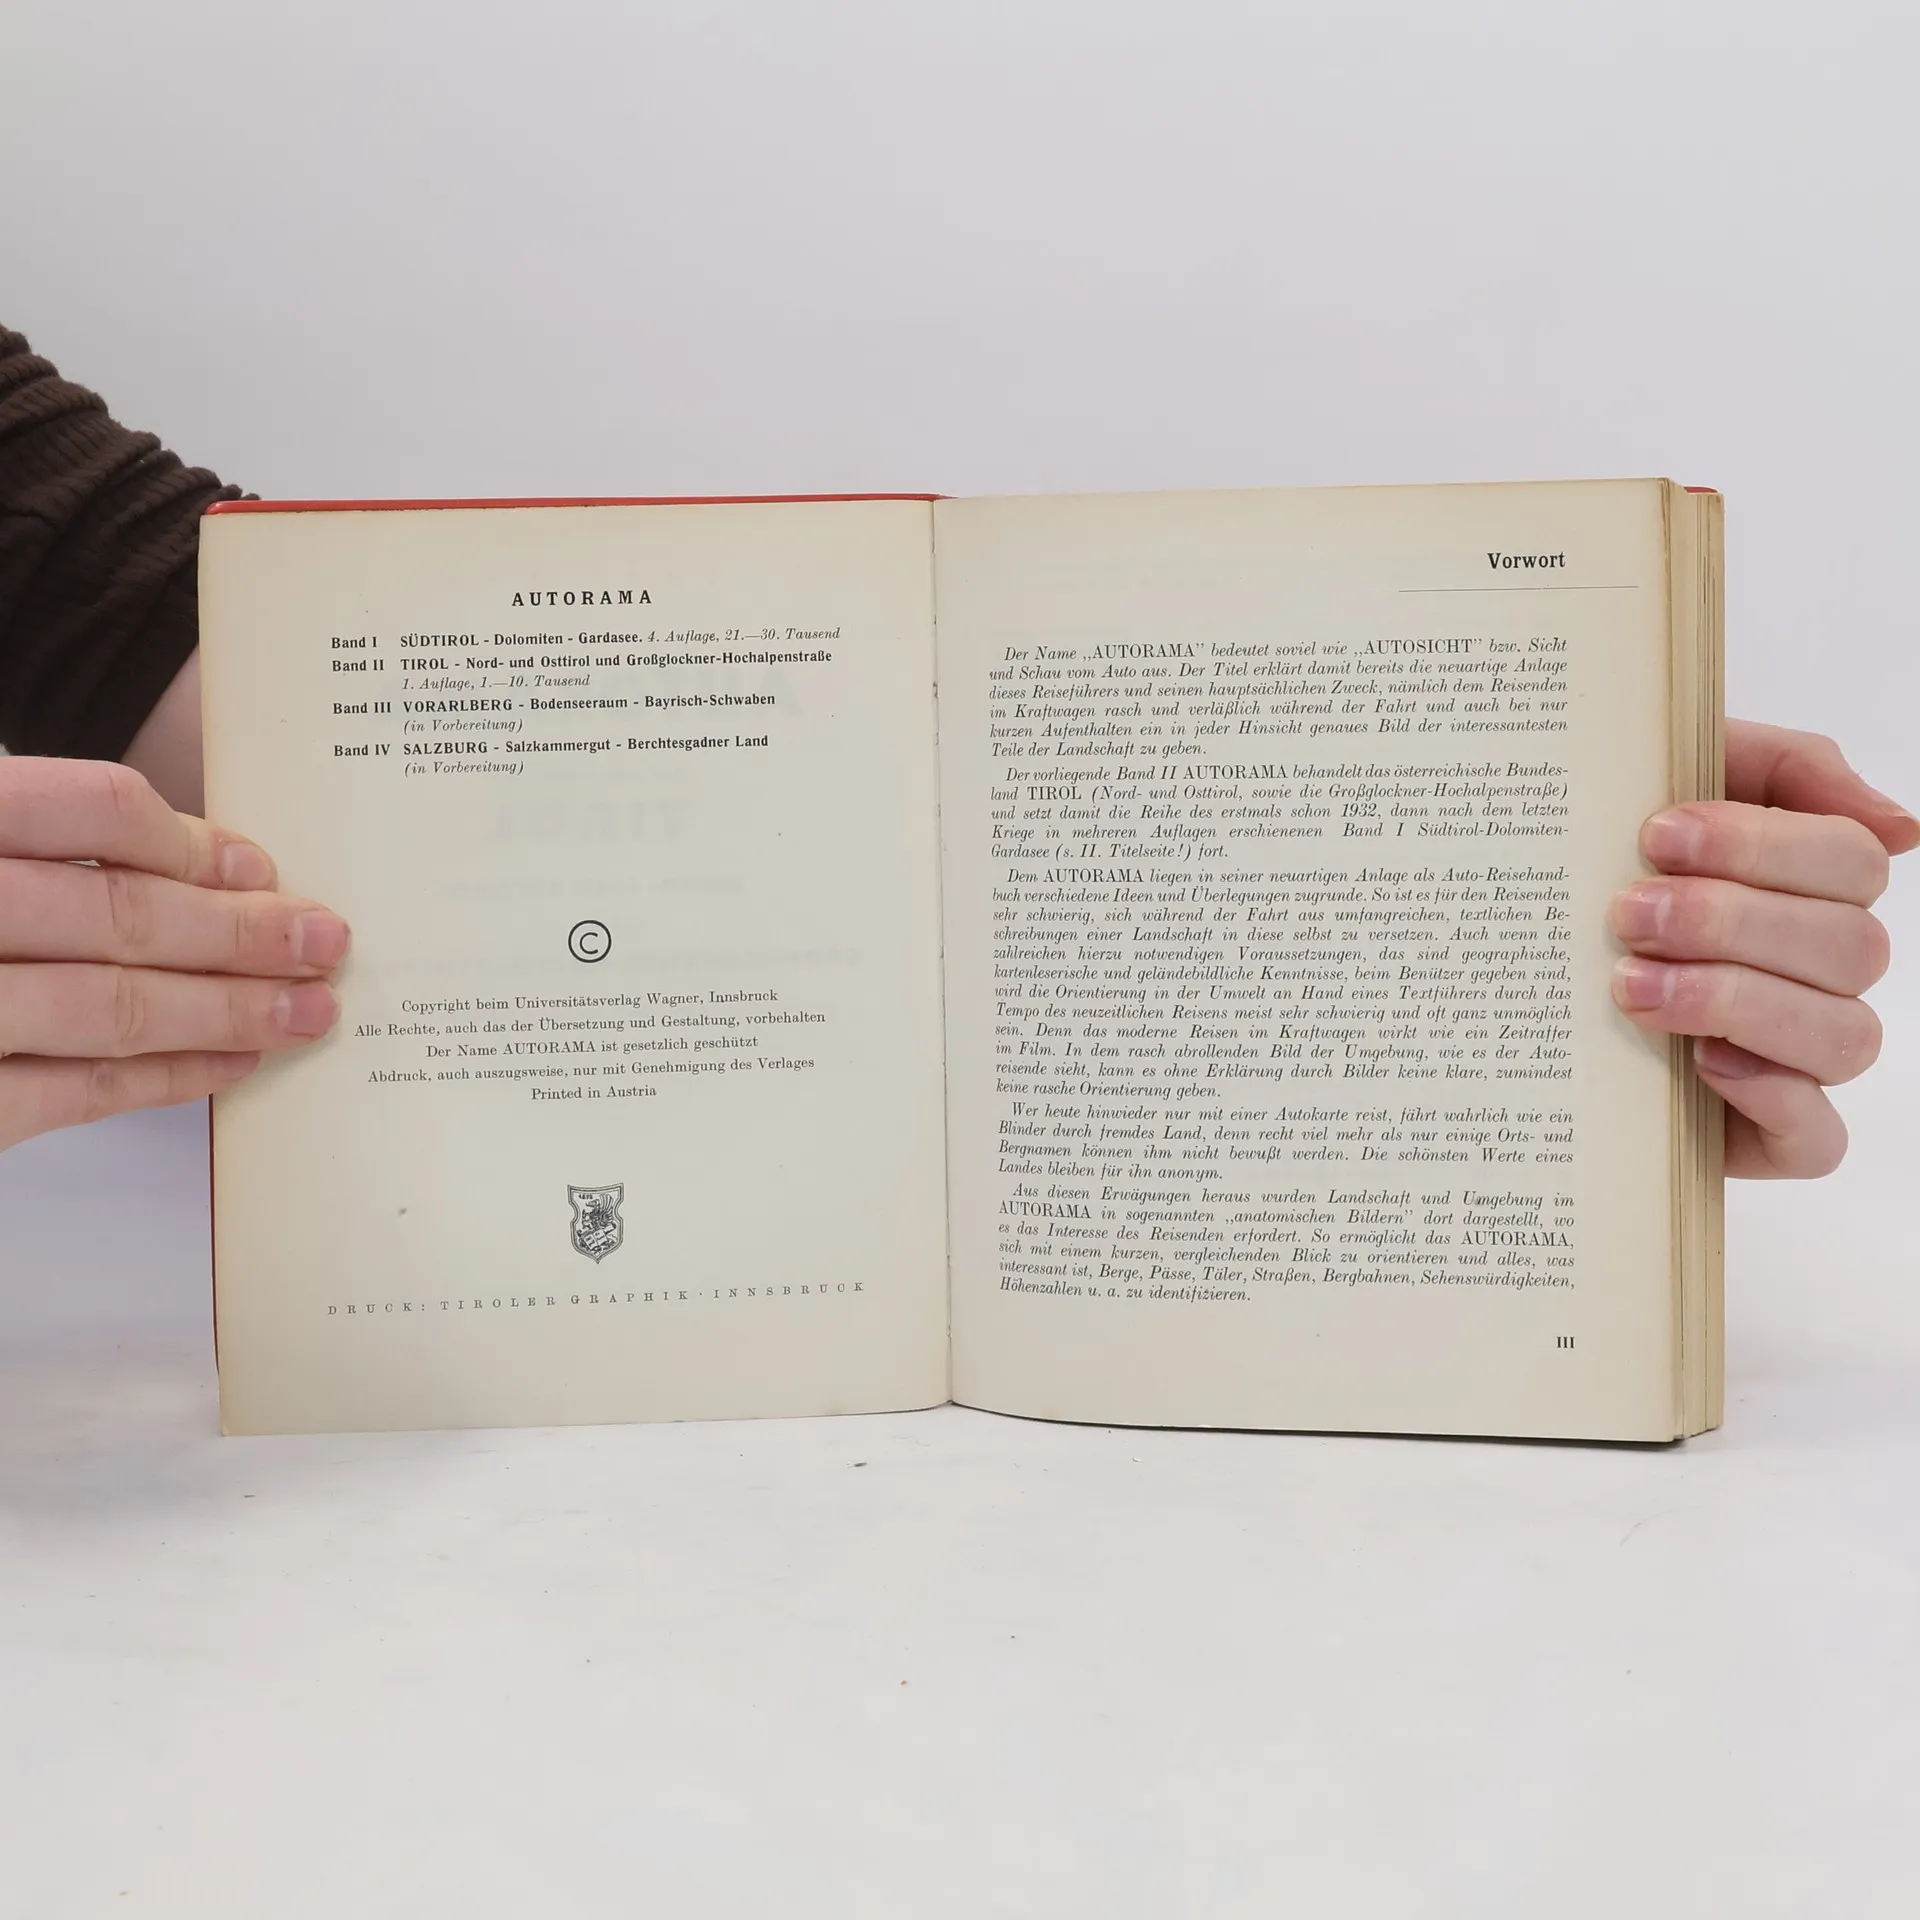 AUTORAMA
Band I SÜDTIROL - Dolomiten - Gardasee. 4. Auflage, 21.—30. Tausend
Band II TIROL - Nord- und Osttirol und Großglockner-Hochalpenstraße
1. Auflage, 1.—10. Tausend
Band III VORARLBERG - Bodenseeraum - Bayrisch-Schwaben
(in Vorbereitung)
Band IV SALZBURG - Salzkammergut - Berchtesgadner Land
(in Vorbereitung)
©
Copyright beim Universitätsverlag Wagner, Innsbruck
Alle Rechte, auch das der Übersetzung und Gestaltung, vorbehalten
Der Name AUTORAMA ist gesetzlich geschützt
Abdruck, auch auszugsweise, nur mit Genehmigung des Verlages
Printed in Austria
DRUCK: TIROLER GRAPHIK · INNSBRUCK
Vorwort
Der Name „AUTORAMA” bedeutet soviel wie „AUTOSICHT” bzw. Sicht
und Schau vom Auto aus. Der Titel erklärt damit bereits die neuartige Anlage
dieses Reiseführers und seinen hauptsächlichen Zweck, nämlich dem Reisenden
im Kraftwagen rasch und verläßlich während der Fahrt und auch bei nur
kurzen Aufenthalten ein in jeder Hinsicht genaues Bild der interessantesten
Teile der Landschaft zu geben.
Der vorliegende Band II AUTORAMA behandelt das österreichische Bundes-
land TIROL (Nord- und Osttirol, sowie die Großglockner-Hochalpenstraße)
und setzt damit die Reihe des erstmals schon 1932, dann nach dem letzten
Kriege in mehreren Auflagen erschienenen Band I Südtirol-Dolomiten-
Gardasee (s. II. Titelseite!) fort.
Dem AUTORAMA liegen in seiner neuartigen Anlage als Auto-Reisehand-
buch verschiedene Ideen und Überlegungen zugrunde. So ist es für den Reisenden
sehr schwierig, sich während der Fahrt aus umfangreichen, textlichen Be-
schreibungen einer Landschaft in diese selbst zu versetzen. Auch wenn die
zahlreichen hierzu notwendigen Voraussetzungen, das sind geographische,
kartenleserische und geländebildliche Kenntnisse, beim Benützer gegeben sind,
wird die Orientierung in der Umwelt an Hand eines Textführers durch das
Tempo des neuzeitlichen Reisens meist sehr schwierig und oft ganz unmöglich
sein. Denn das moderne Reisen im Kraftwagen wirkt wie ein Zeitraffer
im Film. In dem rasch abrollenden Bild der Umgebung, wie es der Auto-
reisende sieht, kann es ohne Erklärung durch Bilder keine klare, zumindest
keine rasche Orientierung geben.
Wer heute hinwieder nur mit einer Autokarte reist, fährt wahrlich wie ein
Blinder durch fremdes Land, denn recht viel mehr als nur einige Orts- und
Bergnamen können ihm nicht bewußt werden. Die schönsten Werte eines
Landes bleiben für ihn anonym.
Aus diesen Erwägungen heraus wurden Landschaft und Umgebung im
AUTORAMA in sogenannten „anatomischen Bildern” dort dargestellt, wo
es das Interesse des Reisenden erfordert. So ermöglicht das AUTORAMA,
sich mit einem kurzen, vergleichenden Blick zu orientieren und alles, was
interessant ist, Berge, Pässe, Täler, Straßen, Bergbahnen, Sehenswürdigkeiten,
Höhenzahlen u. a. zu identifizieren.
III